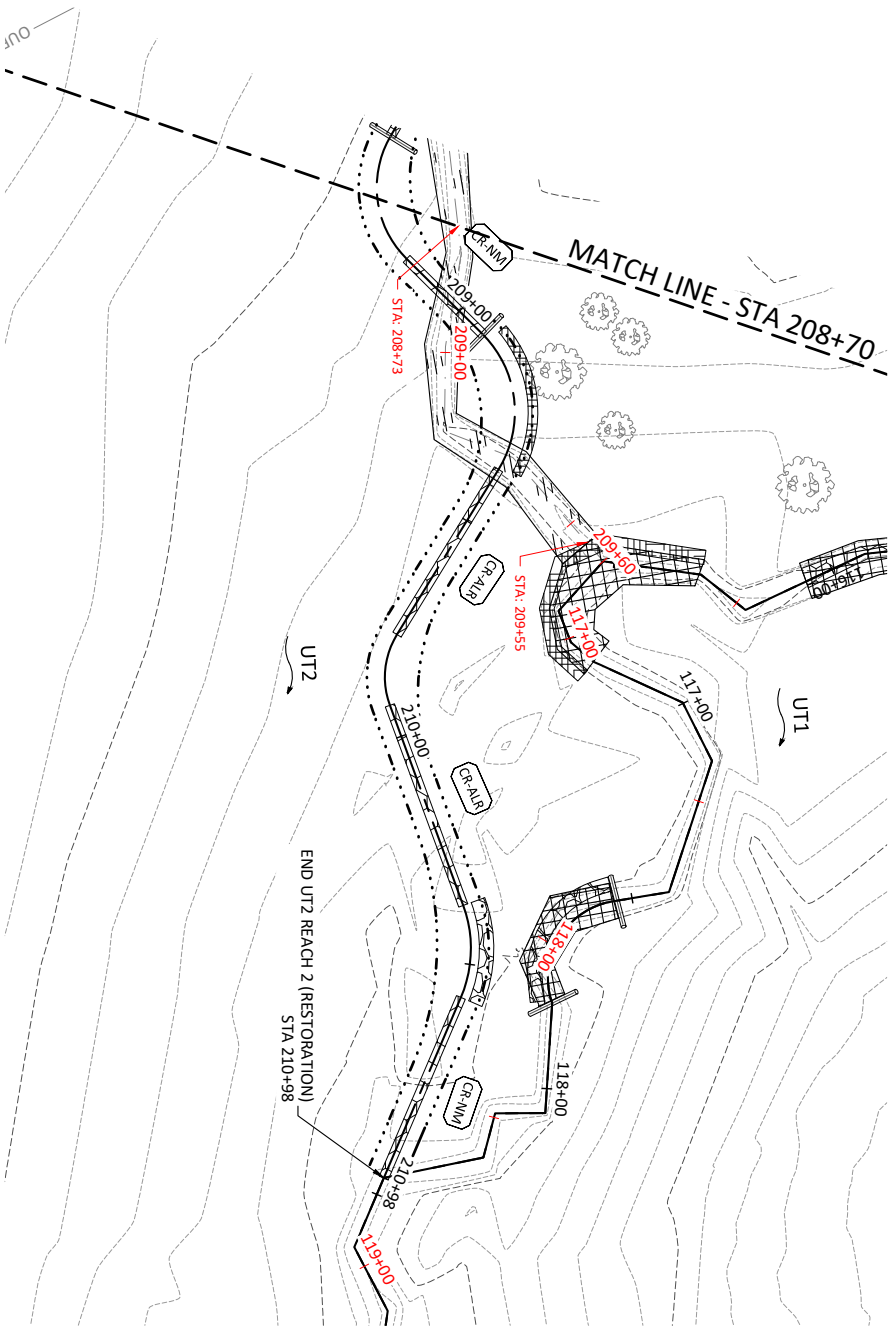 MATCH LINE - STA 208+70
CR-NM
209+00
STA: 208+73
209+00
116+00
209+60
STA: 209+55
CR-ALR
117+00
117+00
UT2
UT1
210+00
CR-ALR
118+00
END UT2 REACH 2 (RESTORATION)
STA 210+98
118+00
CR-NM
210+98
119+00